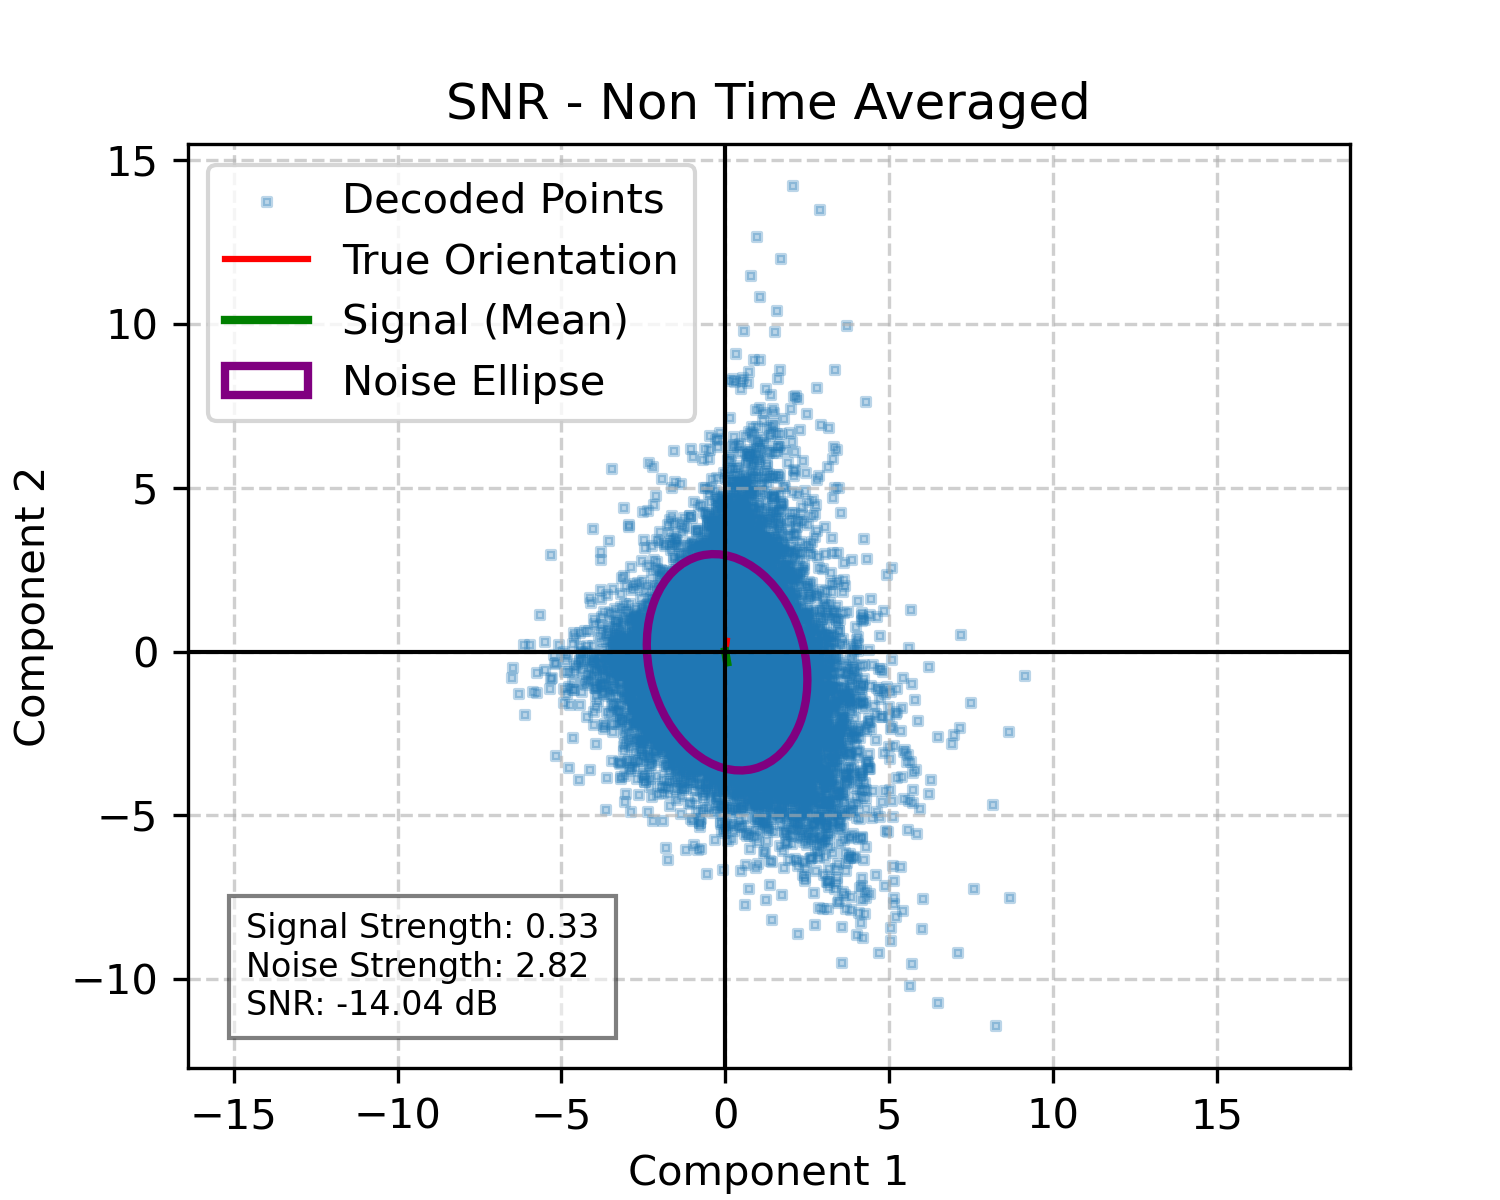 SNR - Non Time Averaged
Decoded Points
True Orientation
Signal (Mean)
Noise Ellipse
15
10
5
0
−5
−10
Component 2
Signal Strength: 0.33
Noise Strength: 2.82
SNR: -14.04 dB
−15
−10
−5
0
5
10
15
Component 1